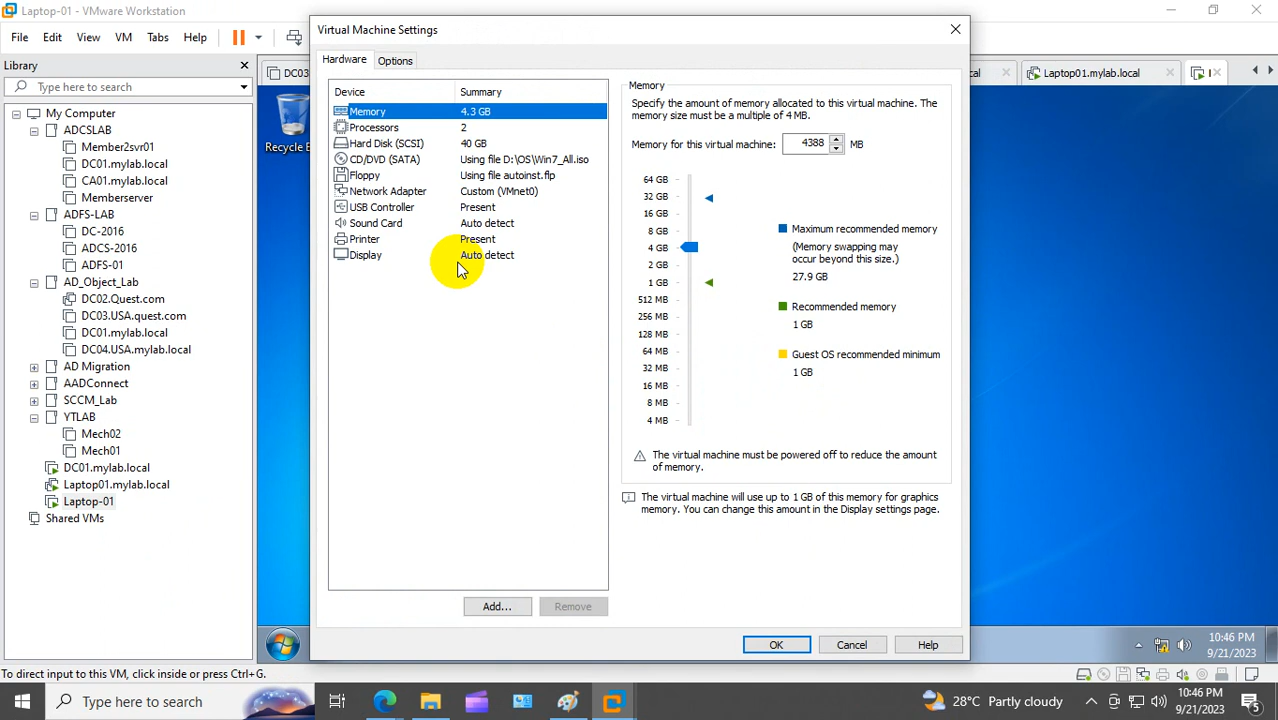 Laptop-01 - VMware Workstation
File Edit View VM Tabs Help
Library
Type here to search
My Computer
ADCSLAB
Member2svr01
DC01.mylab.local
CA01.mylab.local
Memberserver
ADFS-LAB
DC-2016
ADCS-2016
ADFS-01
AD_Object_Lab
DC02.Quest.com
DC03.USA.quest.com
DC01.mylab.local
DC04.USA.mylab.local
AD Migration
AADConnect
SCCM_Lab
YTLAB
Mech02
Mech01
DC01.mylab.local
Laptop01.mylab.local
Laptop-01
Shared VMs
DC03
cal
Laptop01.mylab.local
Recycle
Virtual Machine Settings
Hardware Options
Device Summary
Memory 4.3 GB
Processors 2
Hard Disk (SCSI) 40 GB
CD/DVD (SATA) Using file D:\OS\Win7_All.iso
Floppy Using file autoinst.flp
Network Adapter Custom (VMnet0)
USB Controller Present
Sound Card Auto detect
Printer Present
Display Auto detect
Add... Remove
Memory
Specify the amount of memory allocated to this virtual machine. The
memory size must be a multiple of 4 MB.
Memory for this virtual machine: 4388 MB
64 GB
32 GB
16 GB
8 GB
4 GB
2 GB
1 GB
512 MB
256 MB
128 MB
64 MB
32 MB
16 MB
8 MB
4 MB
Maximum recommended memory
(Memory swapping may
occur beyond this size.)
27.9 GB
Recommended memory
1 GB
Guest OS recommended minimum
1 GB
The virtual machine must be powered off to reduce the amount
of memory.
The virtual machine will use up to 1 GB of this memory for graphics
memory. You can change this amount in the Display settings page.
OK Cancel Help
10:46 PM
9/21/2023
To direct input to this VM, click inside or press Ctrl+G.
Type here to search
28°C Partly cloudy
10:46 PM
9/21/2023
5